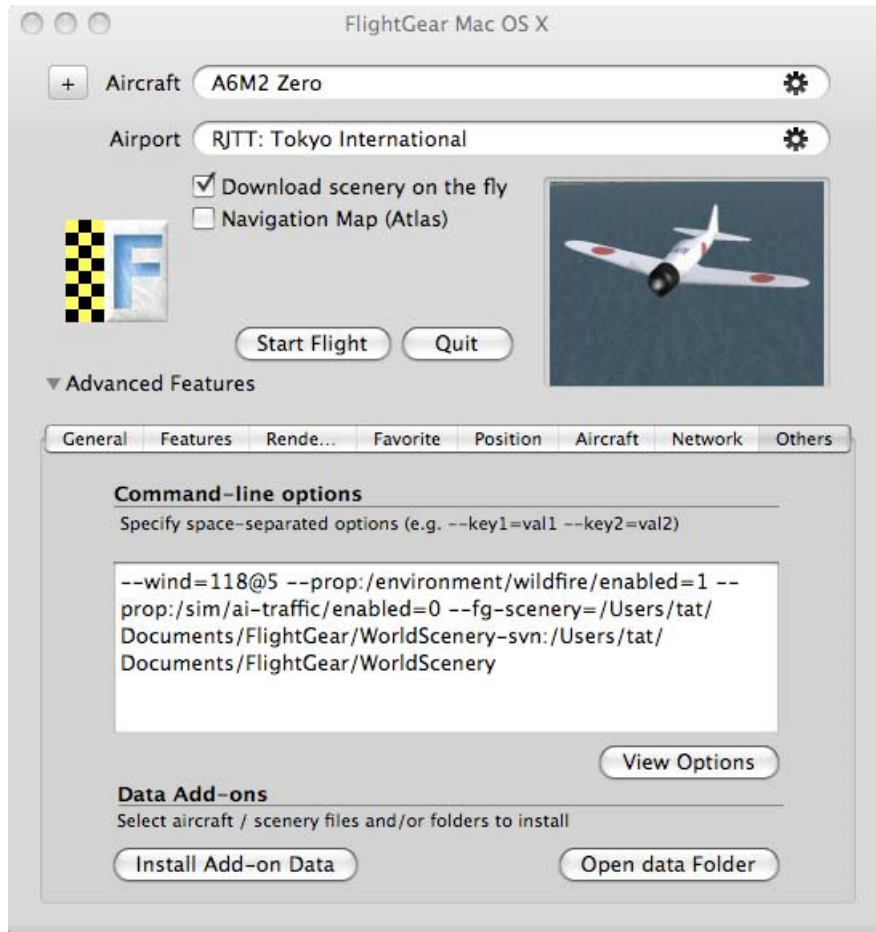 FlightGear Mac OS X
+ Aircraft A6M2 Zero
Airport RJTT: Tokyo International
Download scenery on the fly
Navigation Map (Atlas)
F
Start Flight Quit
Advanced Features
General Features Rende... Favorite Position Aircraft Network Others
Command-line options
Specify space-separated options (e.g. --key1=val1 --key2=val2)
--wind=118@5 --prop:/environment/wildfire/enabled=1 --
prop:/sim/ai-traffic/enabled=0 --fg-scenery=/Users/tat/
Documents/FlightGear/WorldScenery-svn:/Users/tat/
Documents/FlightGear/WorldScenery
View Options
Data Add-ons
Select aircraft / scenery files and/or folders to install
Install Add-on Data Open data Folder